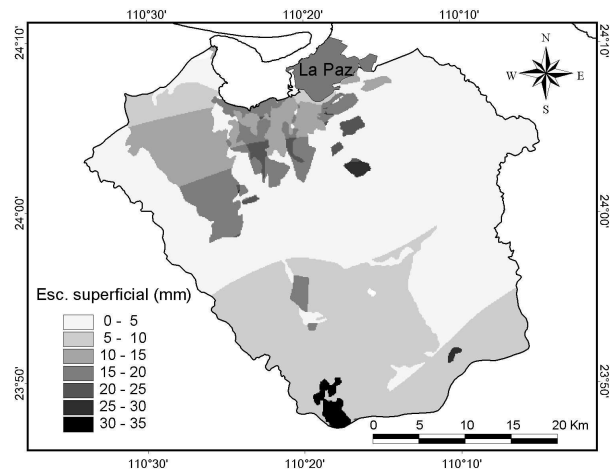 110°30' 110°20' 110°10'
24°10' 24°10'
La Paz
N
W E
S
24°00' 24°00'
Esc. superficial (mm)
0 - 5
5 - 10
10 - 15
15 - 20
20 - 25
25 - 30
30 - 35
23°50' 23°50'
0 5 10 15 20 Km
110°30' 110°20' 110°10'